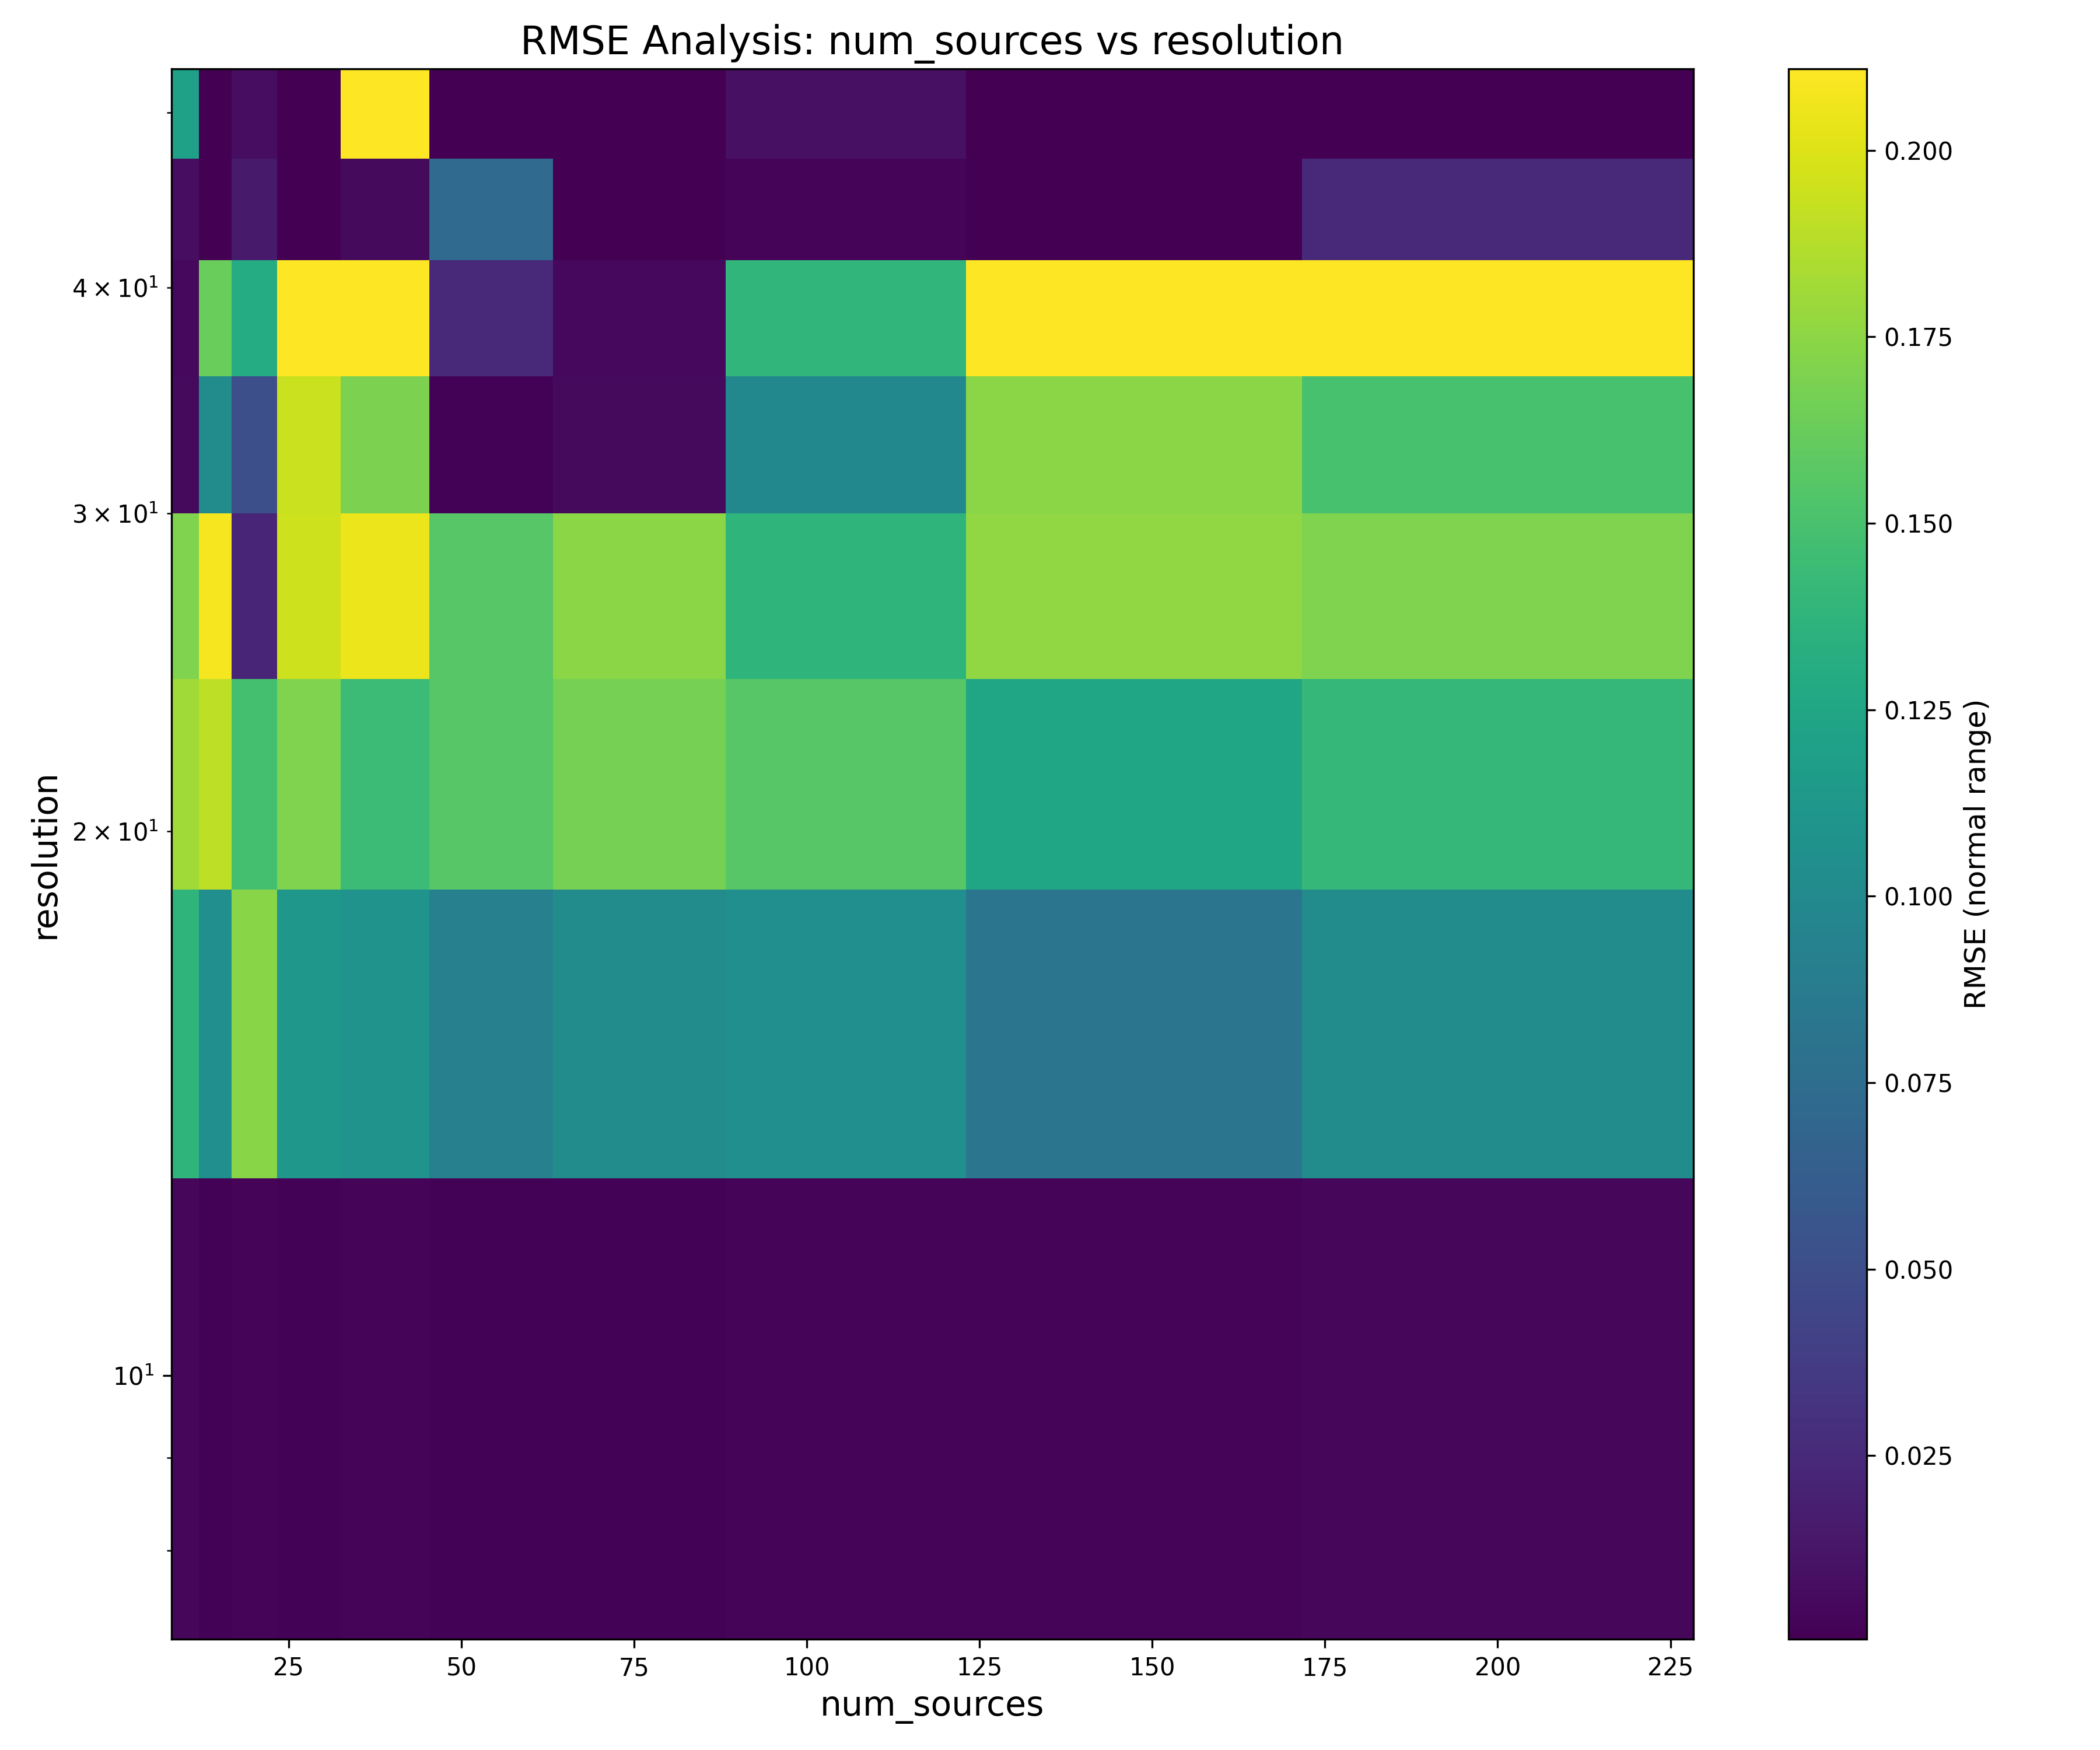 RMSE Analysis: num_sources vs resolution
4 × 10¹
3 × 10¹
2 × 10¹
10¹
resolution
25 50 75 100 125 150 175 200 225
num_sources
0.200
0.175
0.150
0.125
0.100
0.075
0.050
0.025
RMSE (normal range)